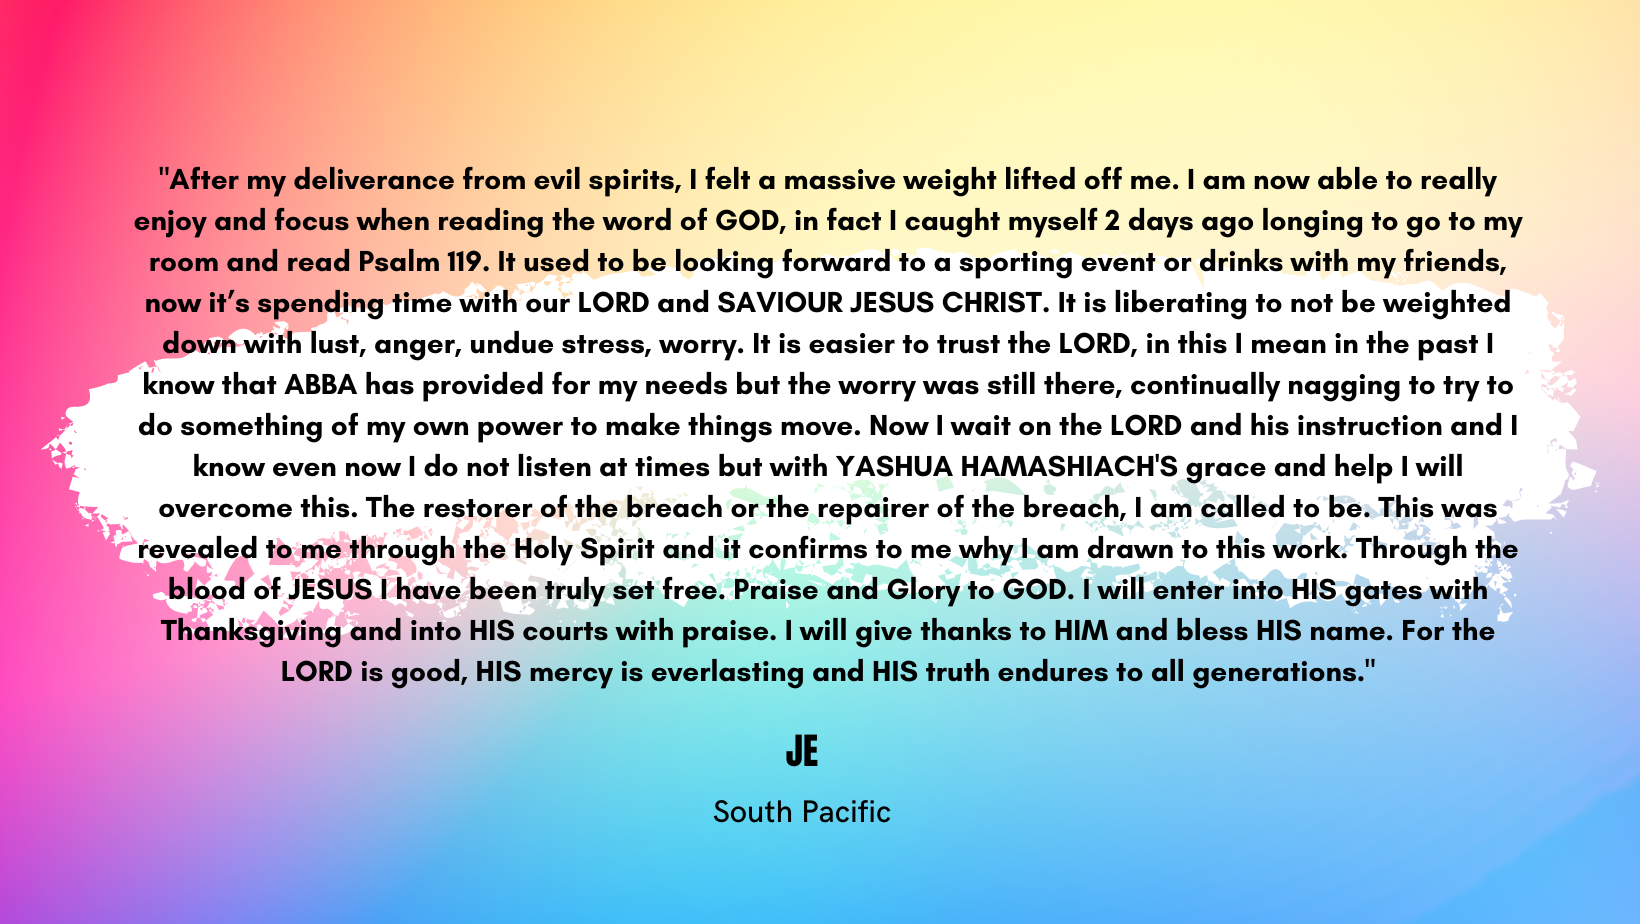 "After my deliverance from evil spirits, I felt a massive weight lifted off me. I am now able to really
enjoy and focus when reading the word of GOD, in fact I caught myself 2 days ago longing to go to my
room and read Psalm 119. It used to be looking forward to a sporting event or drinks with my friends,
now it’s spending time with our LORD and SAVIOUR JESUS CHRIST. It is liberating to not be weighted
down with lust, anger, undue stress, worry. It is easier to trust the LORD, in this I mean in the past I
know that ABBA has provided for my needs but the worry was still there, continually nagging to try to
do something of my own power to make things move. Now I wait on the LORD and his instruction and I
know even now I do not listen at times but with YASHUA HAMASHIACH'S grace and help I will
overcome this. The restorer of the breach or the repairer of the breach, I am called to be. This was
revealed to me through the Holy Spirit and it confirms to me why I am drawn to this work. Through the
blood of JESUS I have been truly set free. Praise and Glory to GOD. I will enter into HIS gates with
Thanksgiving and into HIS courts with praise. I will give thanks to HIM and bless HIS name. For the
LORD is good, HIS mercy is everlasting and HIS truth endures to all generations."
JE
South Pacific